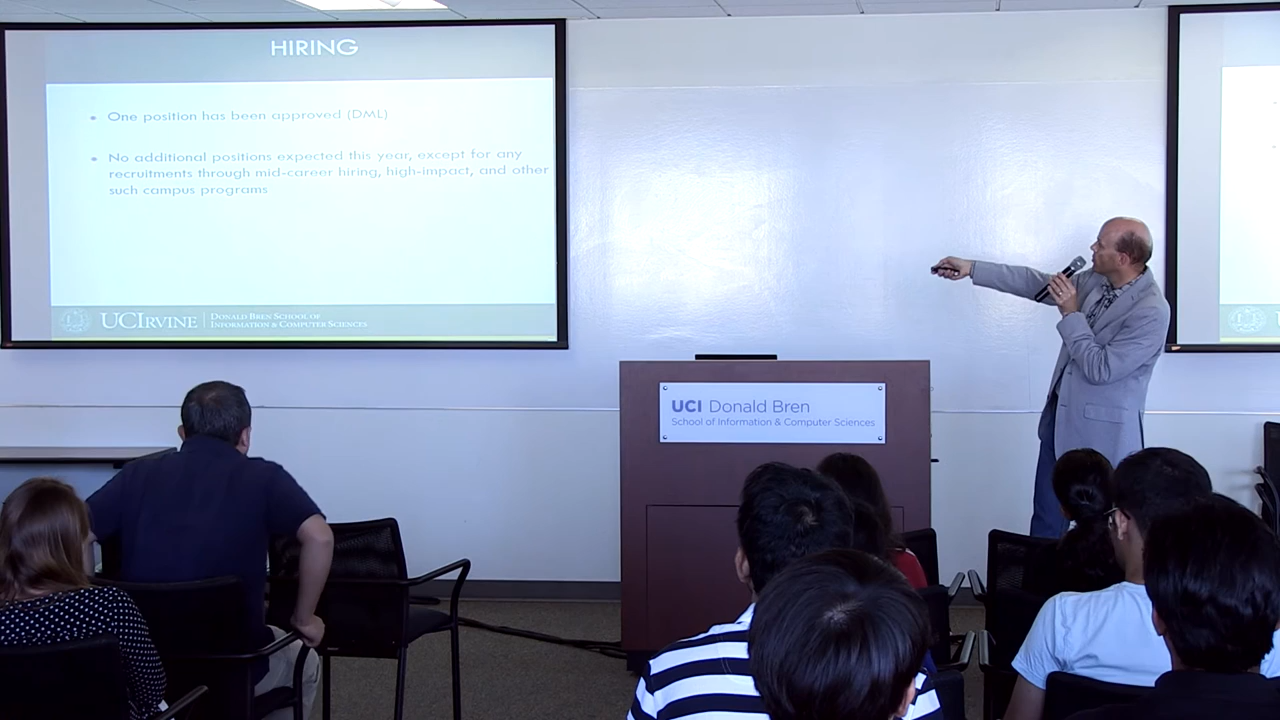 HIRING
• One position has been approved (DML)
• No additional positions expected this year, except for any
recruitments through mid-career hiring, high-impact, and other
such campus programs
UCIRVINE
DONALD BREN SCHOOL OF
INFORMATION & COMPUTER SCIENCES
UCI Donald Bren
School of Information & Computer Sciences